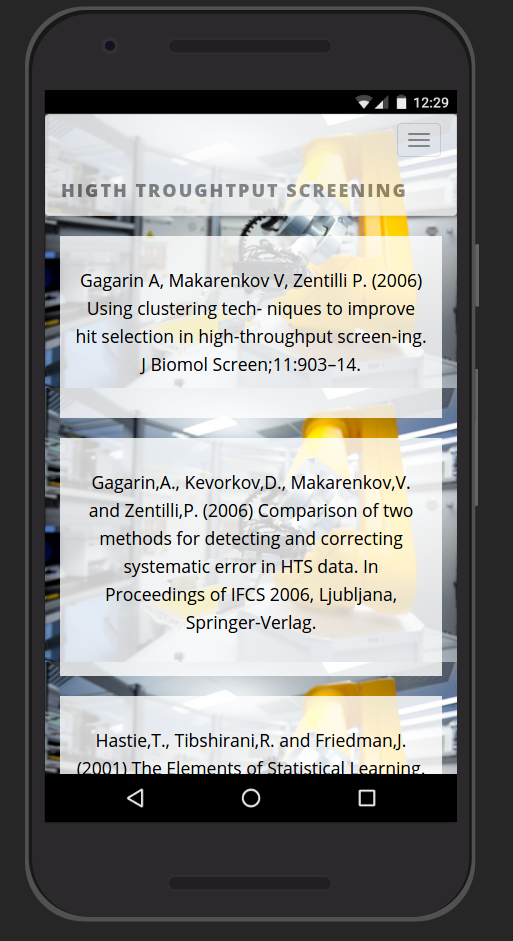 12:29
HIGTH TROUGHTPUT SCREENING
Gagarin A, Makarenkov V, Zentilli P. (2006)
Using clustering tech- niques to improve
hit selection in high-throughput screen-ing.
J Biomol Screen;11:903–14.
Gagarin,A., Kevorkov,D., Makarenkov,V.
and Zentilli,P. (2006) Comparison of two
methods for detecting and correcting
systematic error in HTS data. In
Proceedings of IFCS 2006, Ljubljana,
Springer-Verlag.
Hastie,T., Tibshirani,R. and Friedman,J.
(2001) The Elements of Statistical Learning.